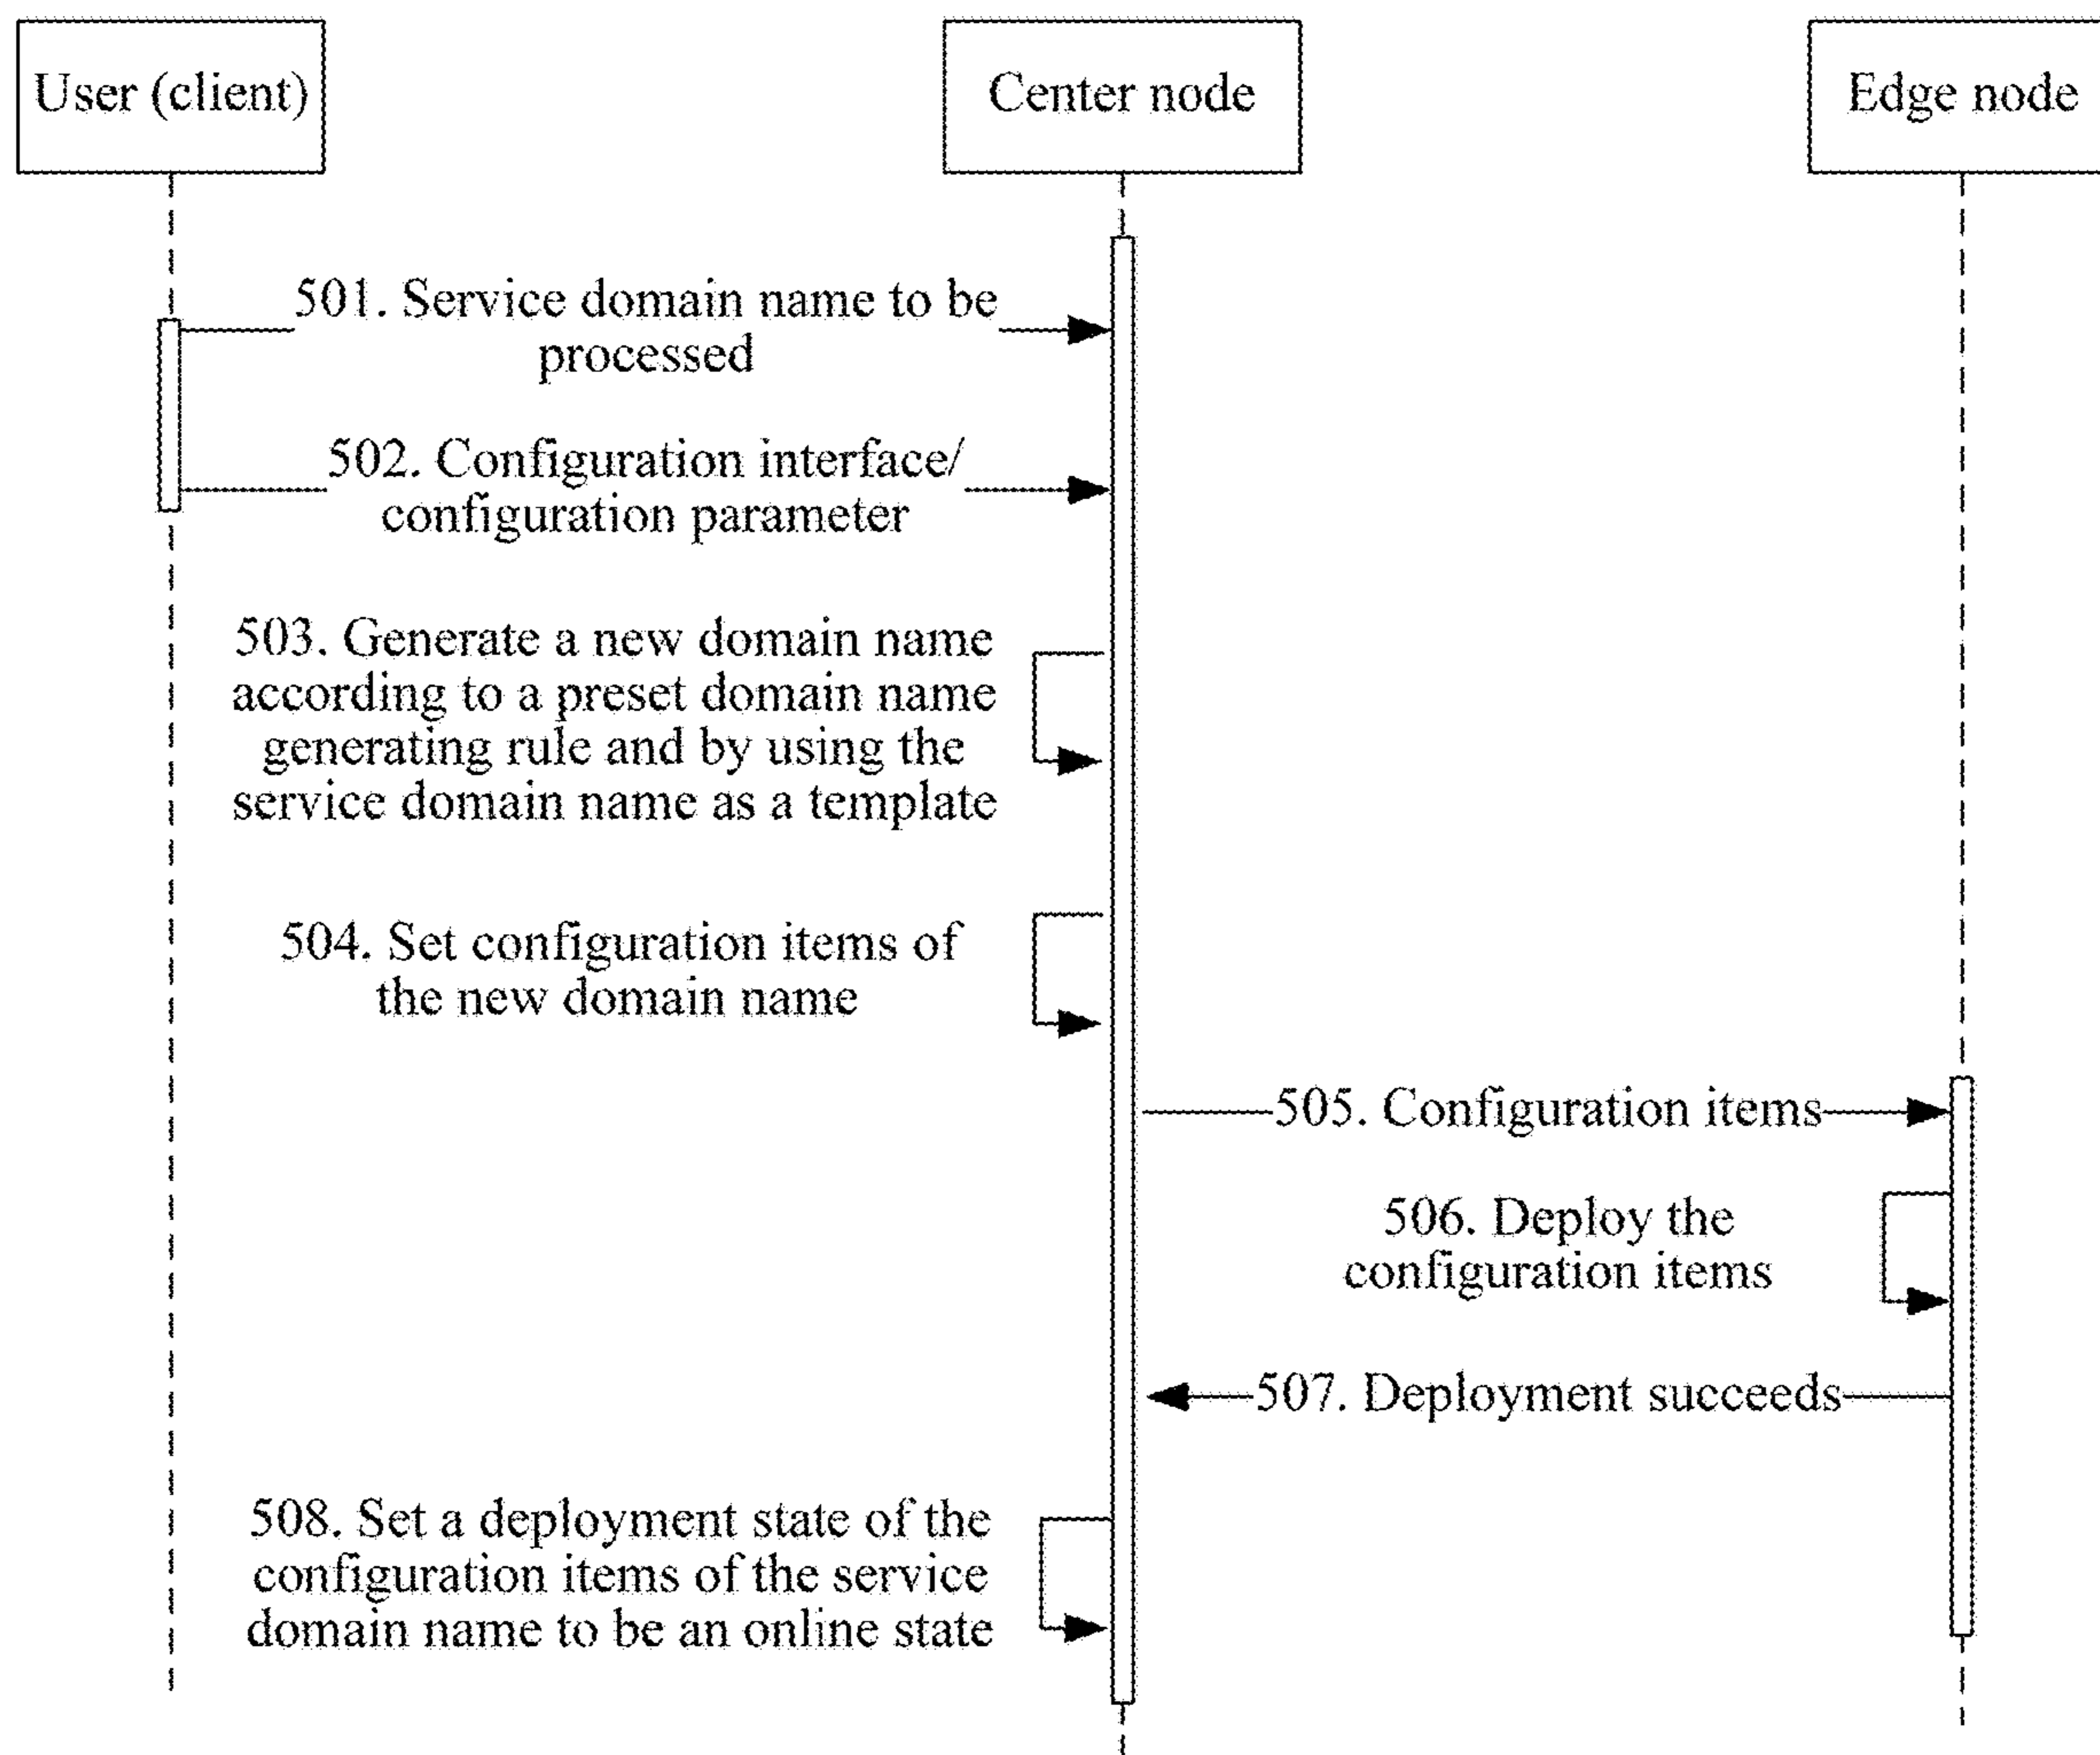 User (client)
Center node
Edge node
501. Service domain name to be
processed
502. Configuration interface/
configuration parameter
503. Generate a new domain name
according to a preset domain name
generating rule and by using the
service domain name as a template
504. Set configuration items of
the new domain name
505. Configuration items
506. Deploy the
configuration items
507. Deployment succeeds
508. Set a deployment state of the
configuration items of the service
domain name to be an online state